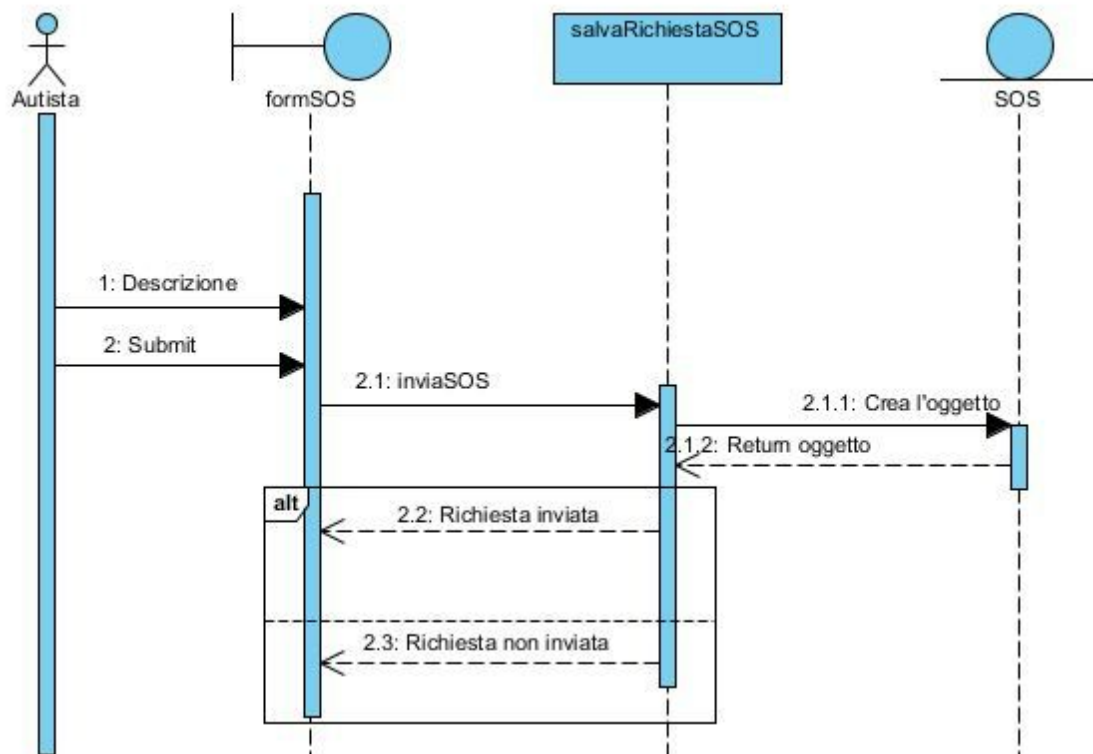 salvaRichiestaSOS
Autista
formSOS
SOS
1: Descrizione
2: Submit
2.1: inviaSOS
2.1.1: Crea l'oggetto
2.1.2: Return oggetto
alt
2.2: Richiesta inviata
2.3: Richiesta non inviata